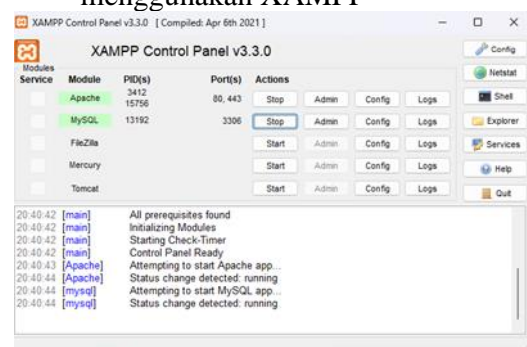 menggunakan XAMPP
XAMPP Control Panel v3.3.0 [ Compiled: Apr 6th 2021 ]
XAMPP Control Panel v3.3.0
Config
Modules
Service Module PID(s) Port(s) Actions
Netstat
Apache 3412 15756 80, 443 Stop Admin Config Logs
Shell
MySQL 13192 3306 Stop Admin Config Logs
Explorer
FileZilla Start Admin Config Logs
Services
Mercury Start Admin Config Logs
Help
Tomcat Start Admin Config Logs
Quit
20:40:42 [main] All prerequisites found
20:40:42 [main] Initializing Modules
20:40:42 [main] Starting Check-Timer
20:40:42 [main] Control Panel Ready
20:40:43 [Apache] Attempting to start Apache app...
20:40:44 [Apache] Status change detected: running
20:40:44 [mysql] Attempting to start MySQL app...
20:40:44 [mysql] Status change detected: running